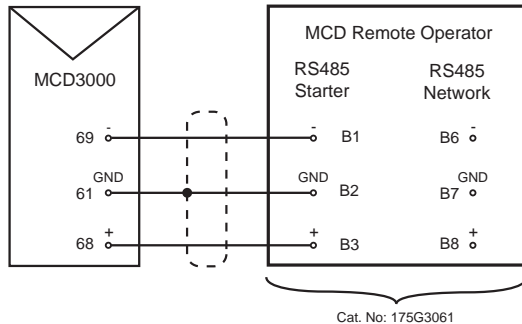 MCD Remote Operator
MCD3000
RS485 Starter
RS485 Network
69 -
- B1
B6 -
61 GND
GND B2
B7 GND
68 +
+ B3
B8 +
Cat. No: 175G3061